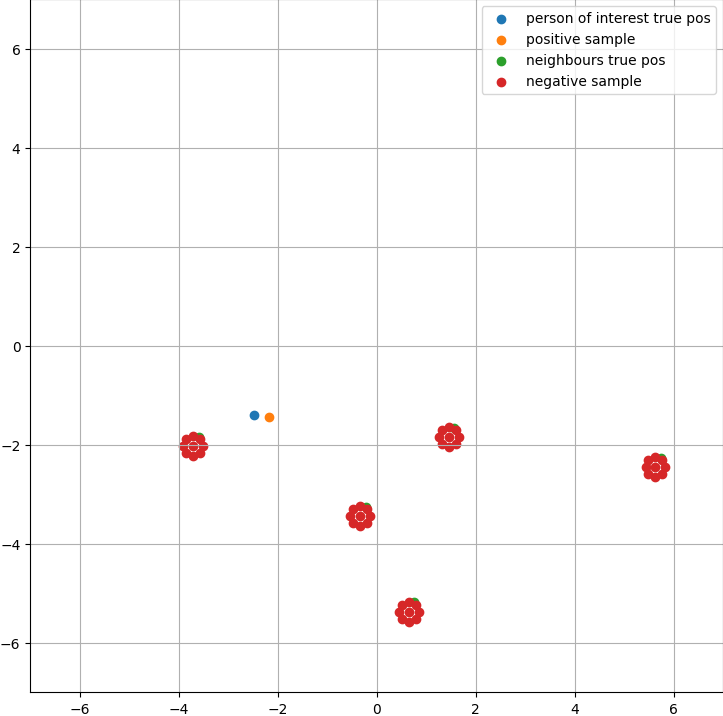 person of interest true pos
positive sample
neighbours true pos
negative sample
6
4
2
0
−2
−4
−6
−6 −4 −2 0 2 4 6